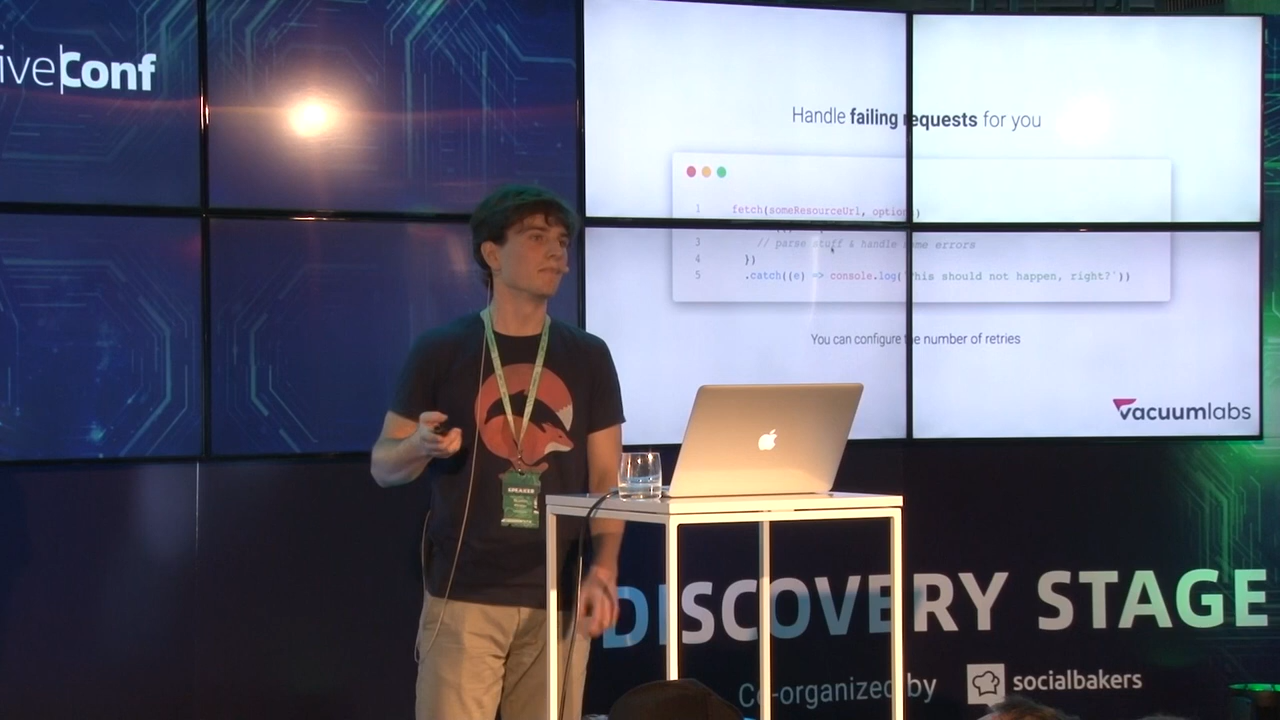 iveConf
Handle failing requests for you
1 fetch(someResourceUrl, option )
3 // parse stuff & handle some errors
4 })
5 .catch((e) => console.log(`This should not happen, right?`))
You can configure the number of retries
vacuumlabs
SPEAKER
DISCOVERY STAGE
Co-organized by socialbakers